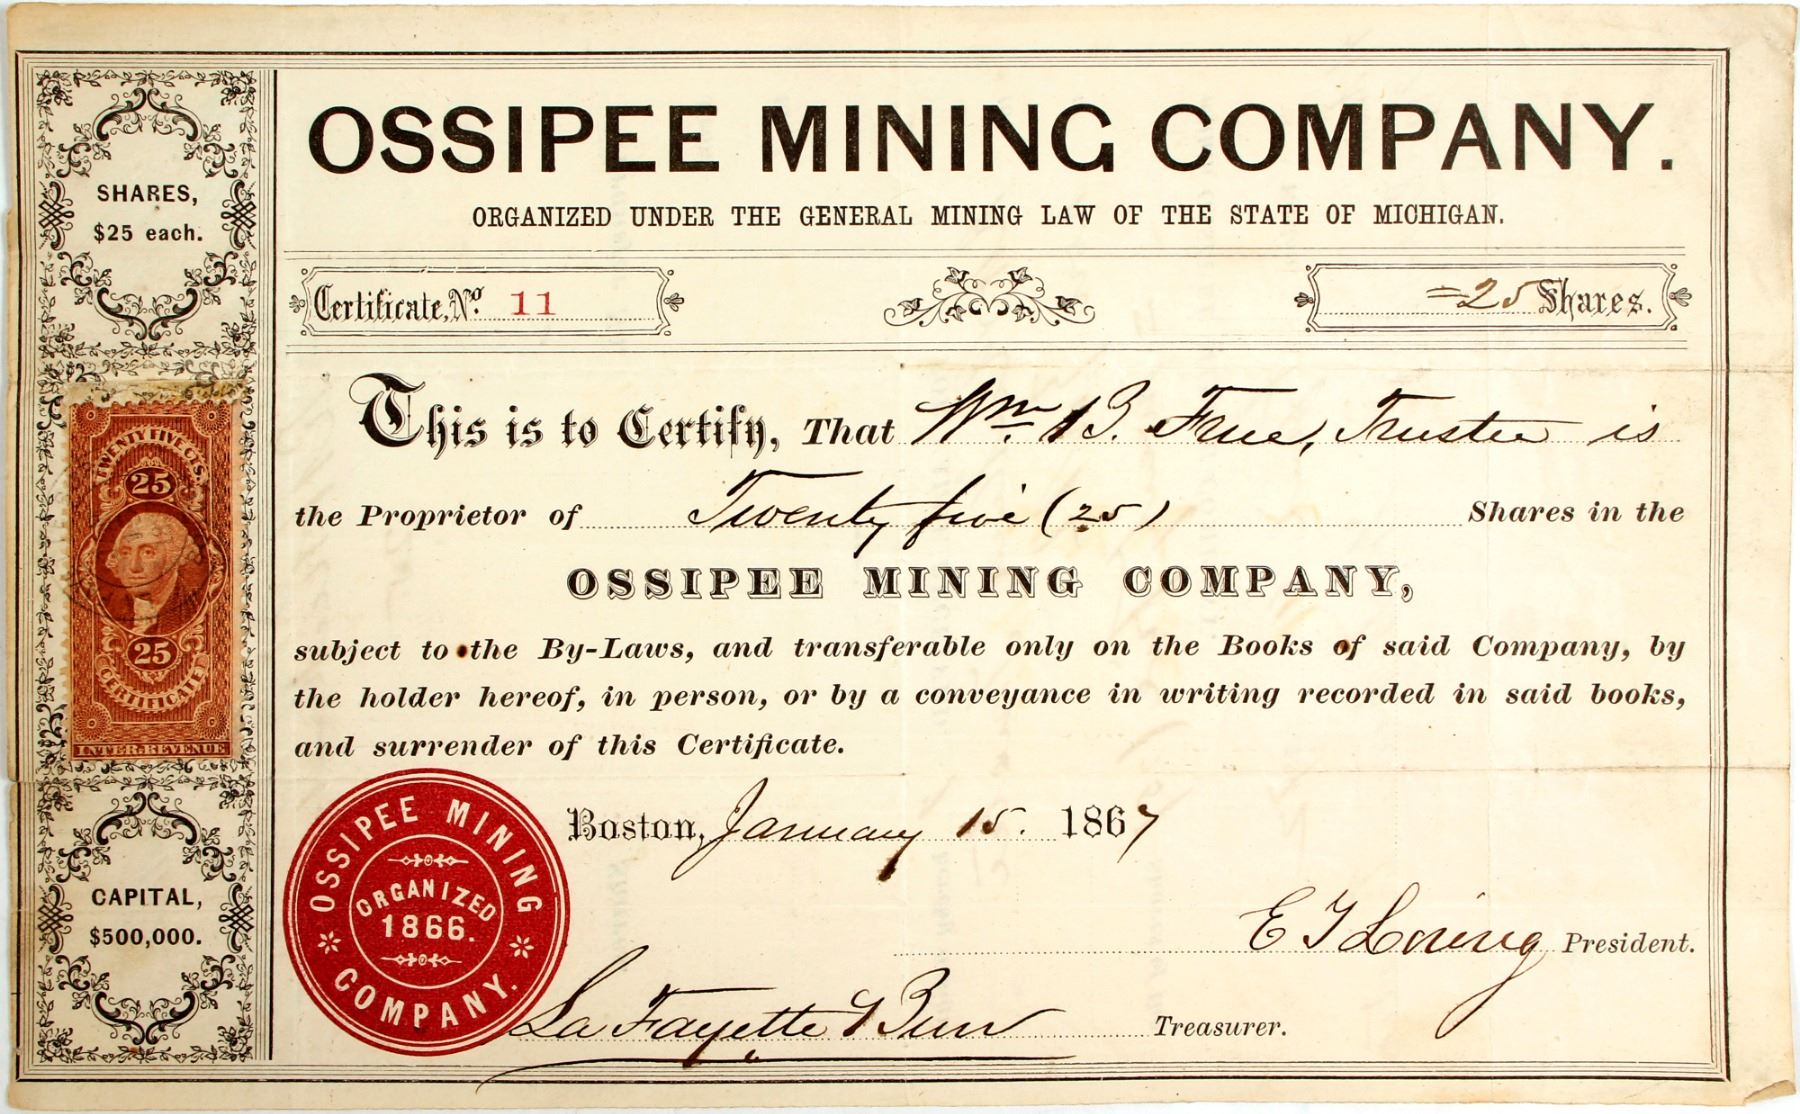 OSSIPEE MINING COMPANY.
ORGANIZED UNDER THE GENERAL MINING LAW OF THE STATE OF MICHIGAN.
SHARES,
$25 each.
Certificate, No. 11
=25 Shares.
This is to Certify, That Wm. B. Frue, Trustee is
the Proprietor of Twenty five (25) Shares in the
OSSIPEE MINING COMPANY,
subject to the By-Laws, and transferable only on the Books of said Company, by
the holder hereof, in person, or by a conveyance in writing recorded in said books,
and surrender of this Certificate.
TWENTY FIVE CTS.
25
25
CERTIFICATE
INTER. REVENUE
Boston, January 15. 1867
CAPITAL,
$500,000.
OSSIPEE MINING
ORGANIZED
1866.
COMPANY.
E T Loring President.
La Fayette Burr Treasurer.